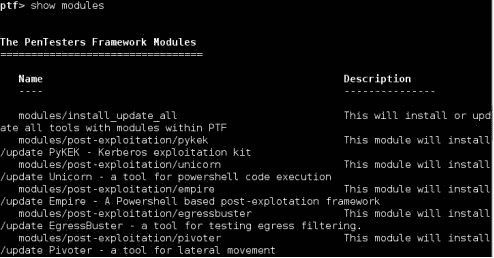 ptf> show modules
The PenTesters Framework Modules
=================================
Name Description
---- ---------------
modules/install_update_all This will install or upd
ate all tools with modules within PTF
modules/post-exploitation/pykek This module will install
/update PyKEK - Kerberos exploitation kit
modules/post-exploitation/unicorn This module will install
/update Unicorn - a tool for powershell code execution
modules/post-exploitation/empire This module will install
/update Empire - A Powershell based post-explotation framework
modules/post-exploitation/egressbuster This module will install
/update EgressBuster - a tool for testing egress filtering.
modules/post-exploitation/pivoter This module will install
/update Pivoter - a tool for lateral movement